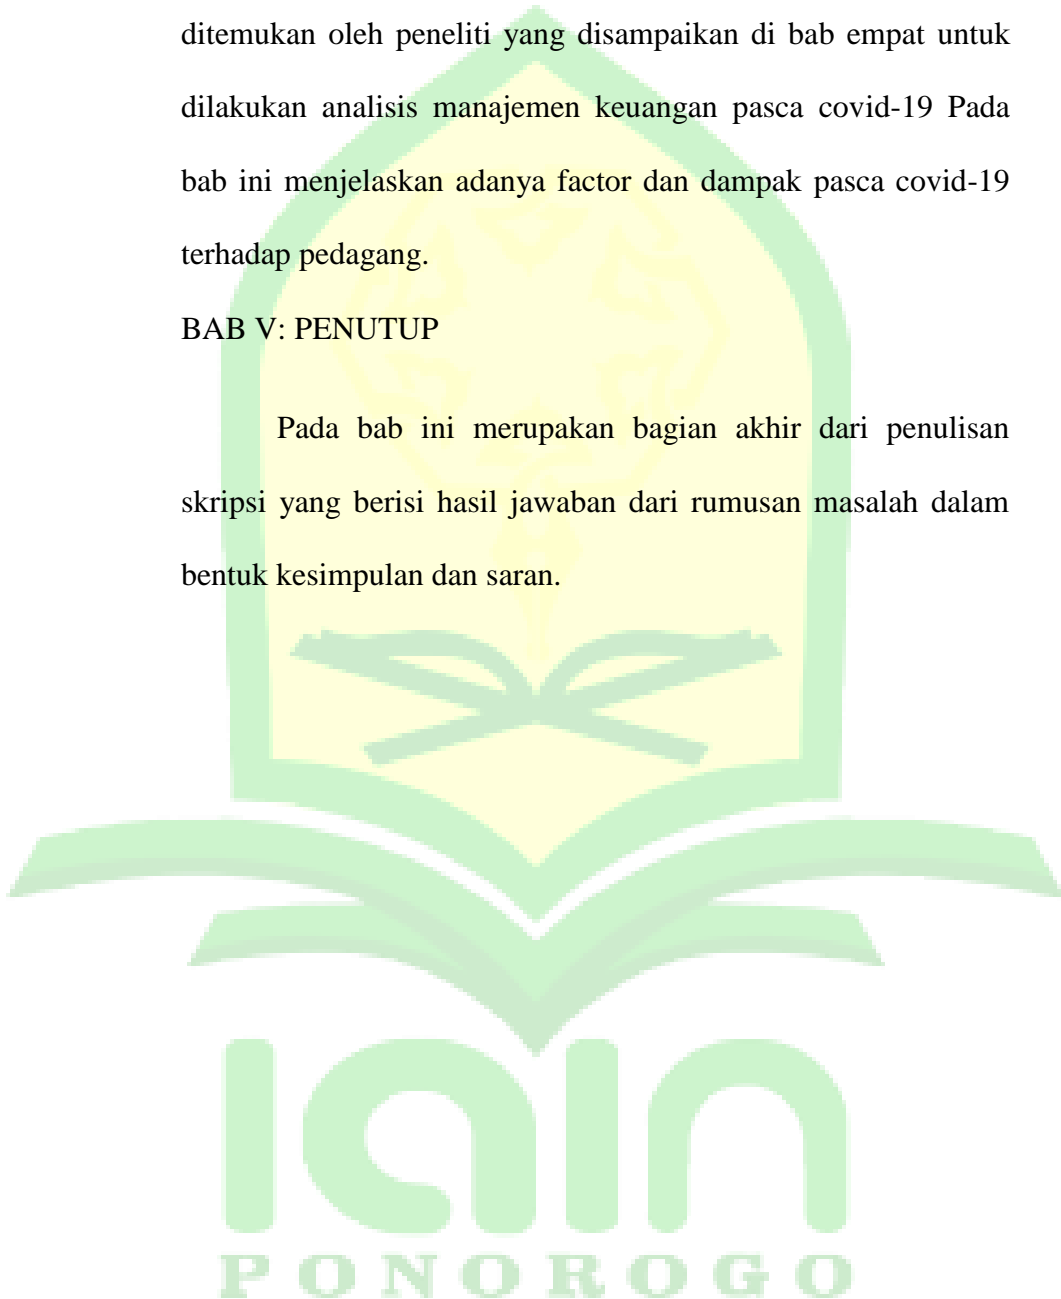 ditemukan oleh peneliti yang disampaikan di bab empat untuk
dilakukan analisis manajemen keuangan pasca covid-19 Pada
bab ini menjelaskan adanya factor dan dampak pasca covid-19
terhadap pedagang.
BAB V: PENUTUP
Pada bab ini merupakan bagian akhir dari penulisan
skripsi yang berisi hasil jawaban dari rumusan masalah dalam
bentuk kesimpulan dan saran.
iain
PONOROGO